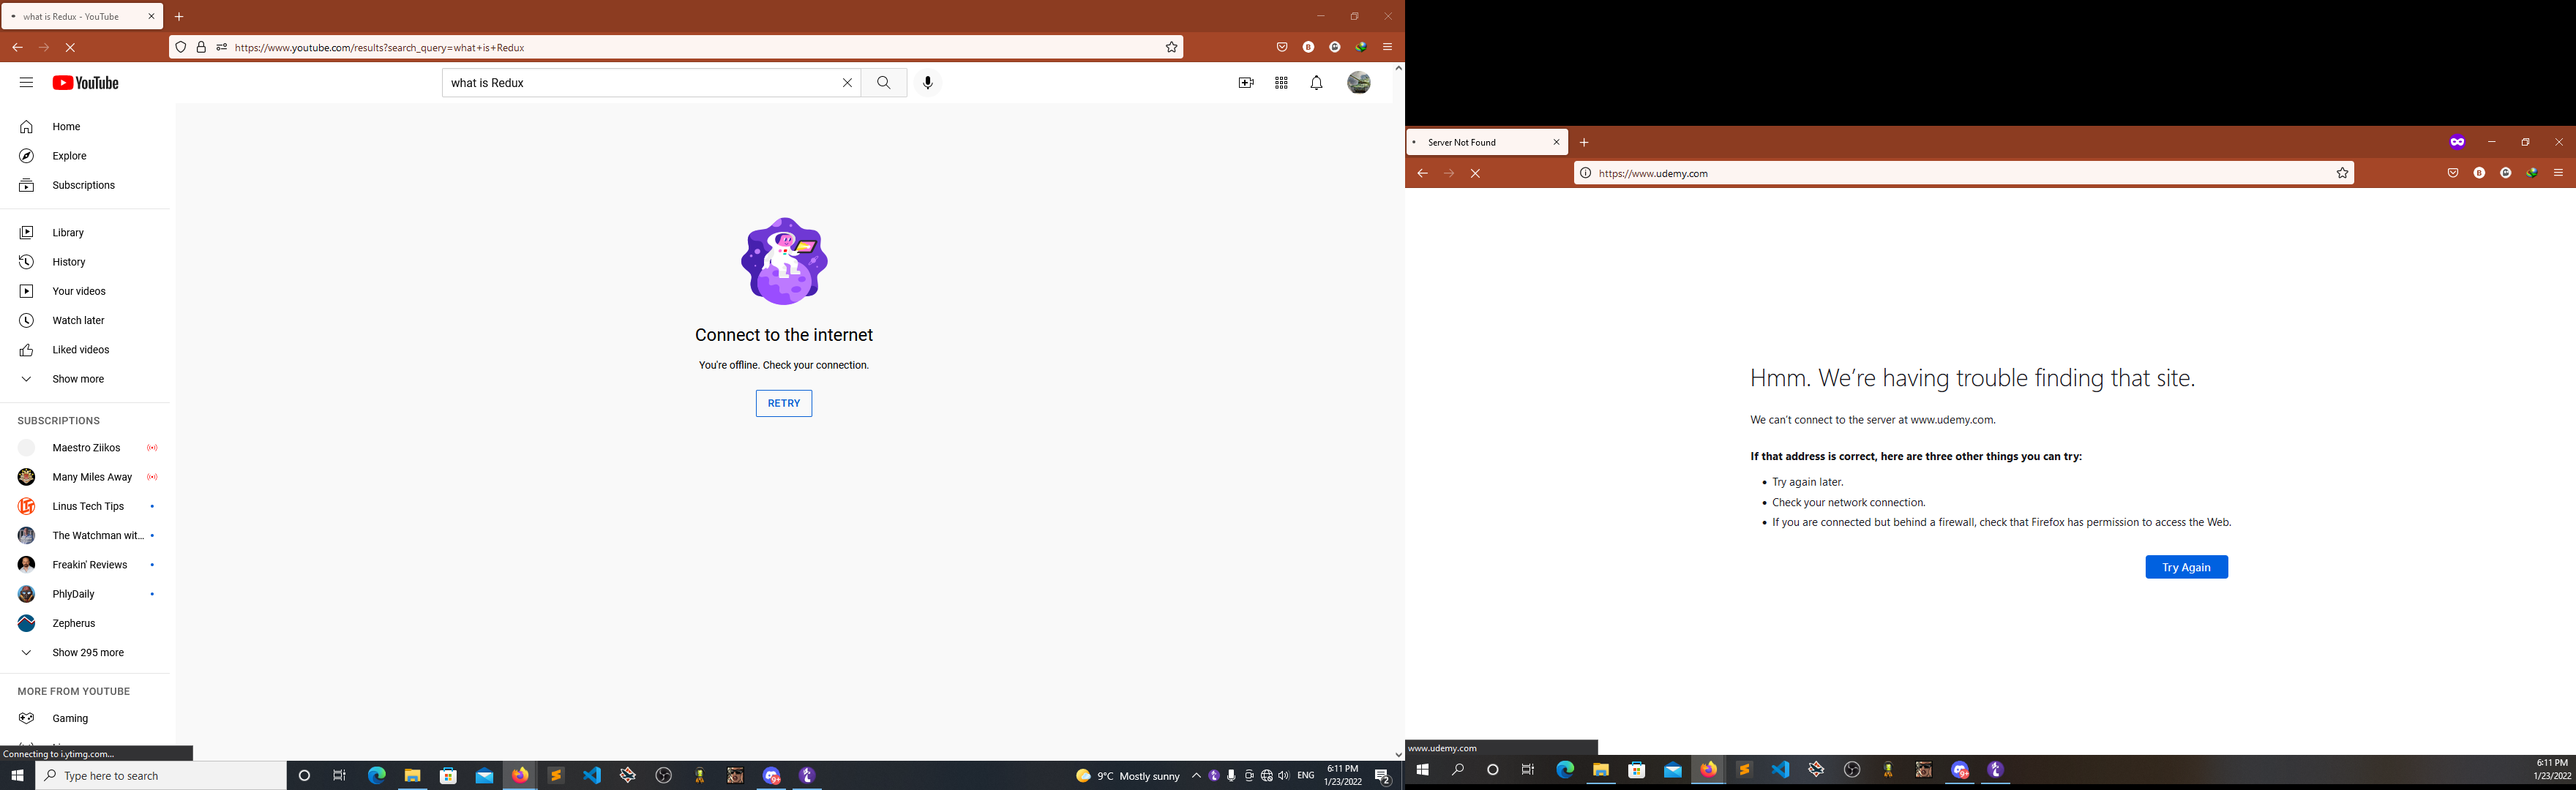 what is Redux - YouTube
https://www.youtube.com/results?search_query=what+is+Redux
YouTube
what is Redux
Home
Explore
Subscriptions
Library
History
Your videos
Watch later
Liked videos
Show more
SUBSCRIPTIONS
Maestro Ziikos
Many Miles Away
Linus Tech Tips
The Watchman wit...
Freakin' Reviews
PhlyDaily
Zepherus
Show 295 more
MORE FROM YOUTUBE
Gaming
Connecting to i.ytimg.com...
Connect to the internet
You're offline. Check your connection.
RETRY
Type here to search
9°C Mostly sunny
ENG
6:11 PM
1/23/2022
2
Server Not Found
https://www.udemy.com
Hmm. We're having trouble finding that site.
We can't connect to the server at www.udemy.com.
If that address is correct, here are three other things you can try:
Try again later.
Check your network connection.
If you are connected but behind a firewall, check that Firefox has permission to access the Web.
Try Again
www.udemy.com
6:11 PM
1/23/2022